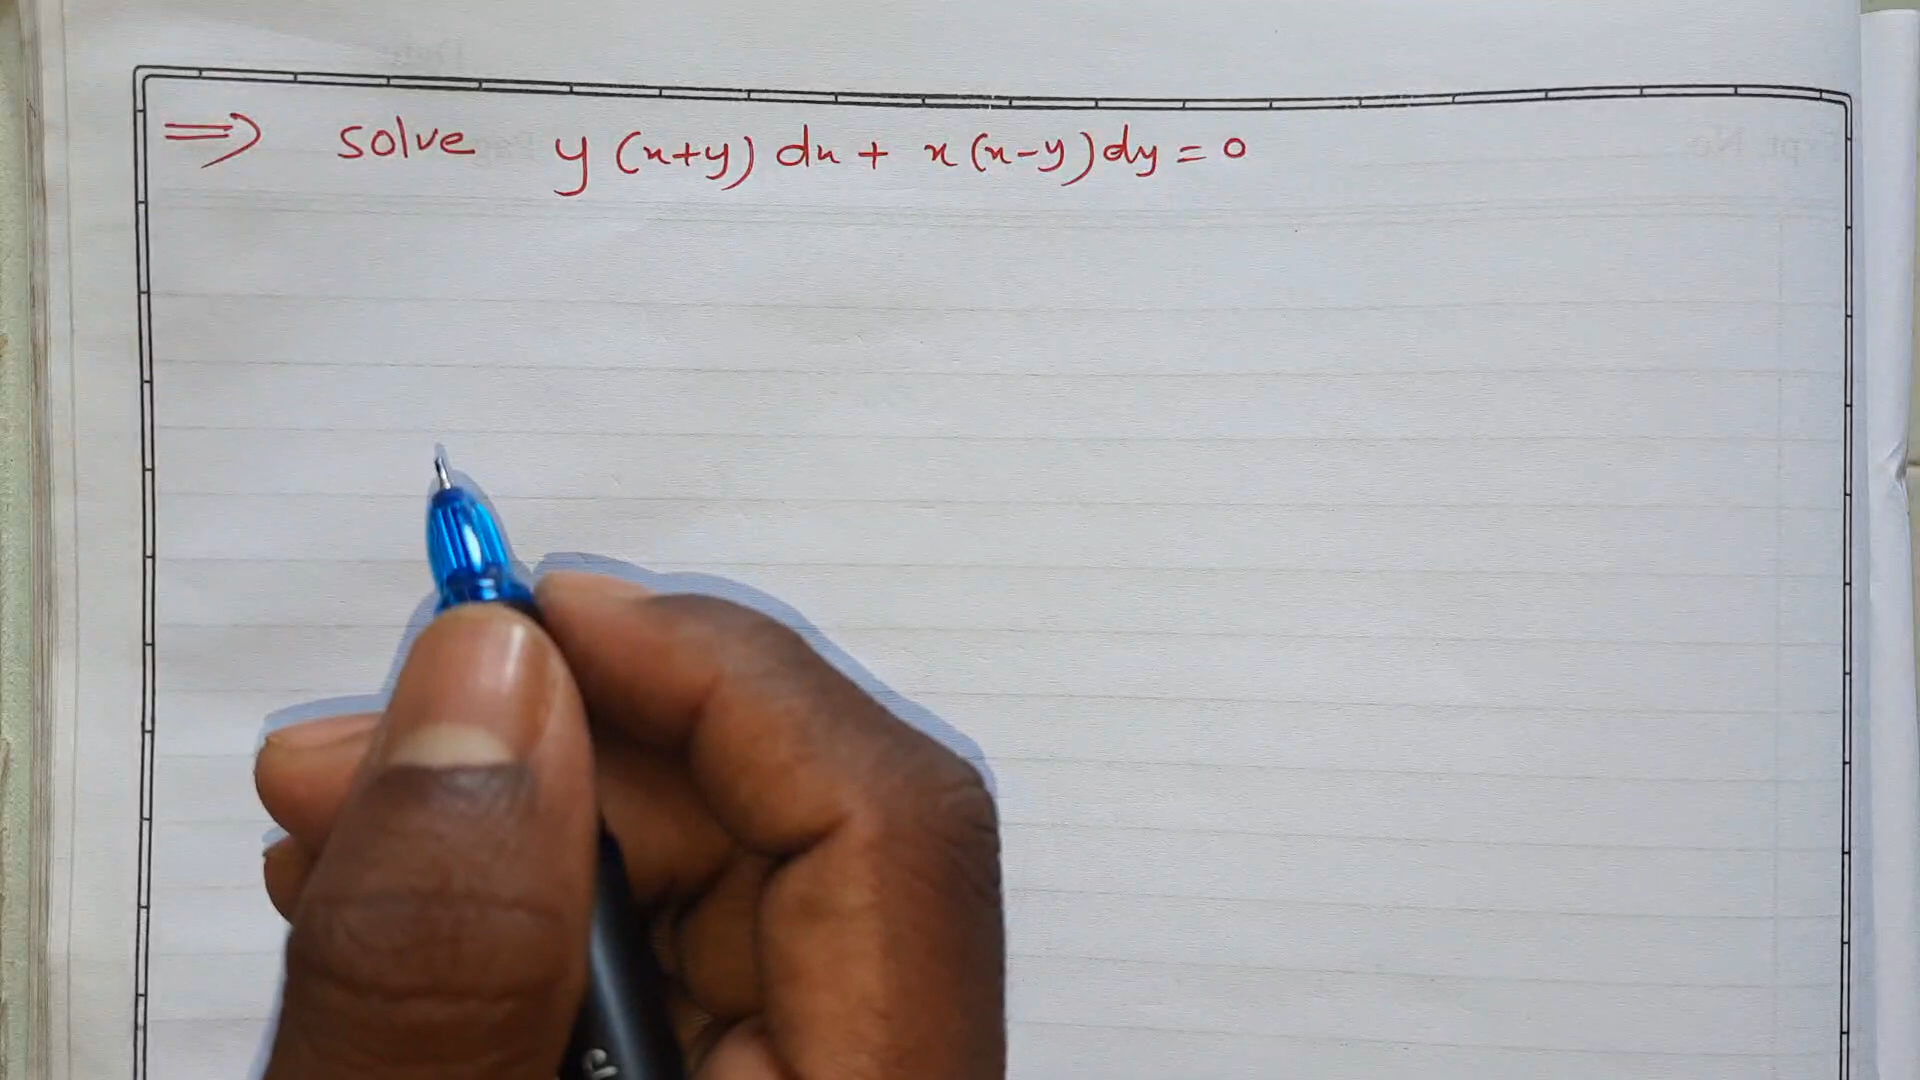 ⇒ solve y (x+y) dx + x (x-y) dy = 0